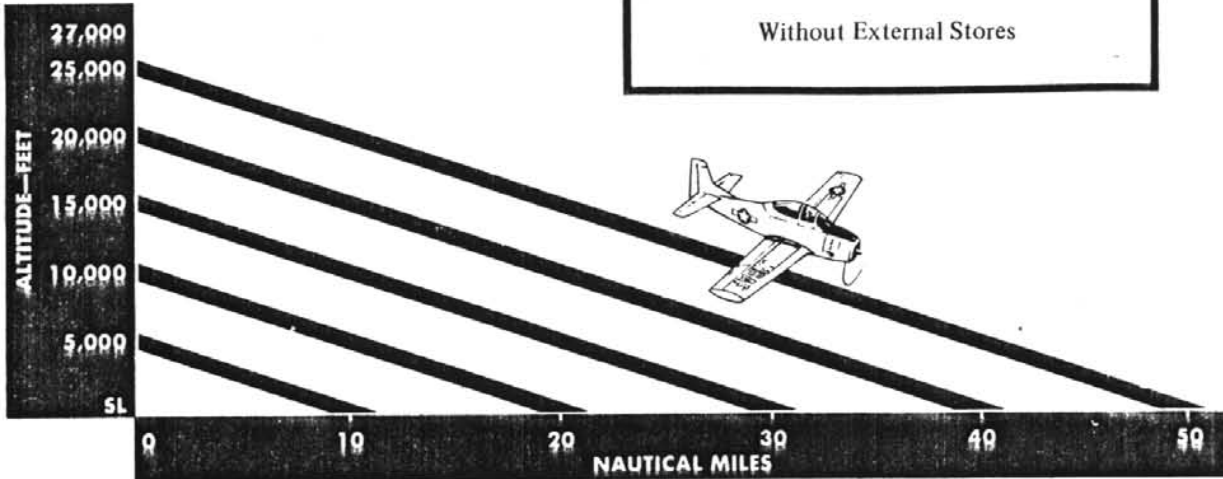 Without External Stores
ALTITUDE—FEET
27,000
25,000
20,000
15,000
10,000
5,000
SL
0 10 20 30 40 50
NAUTICAL MILES